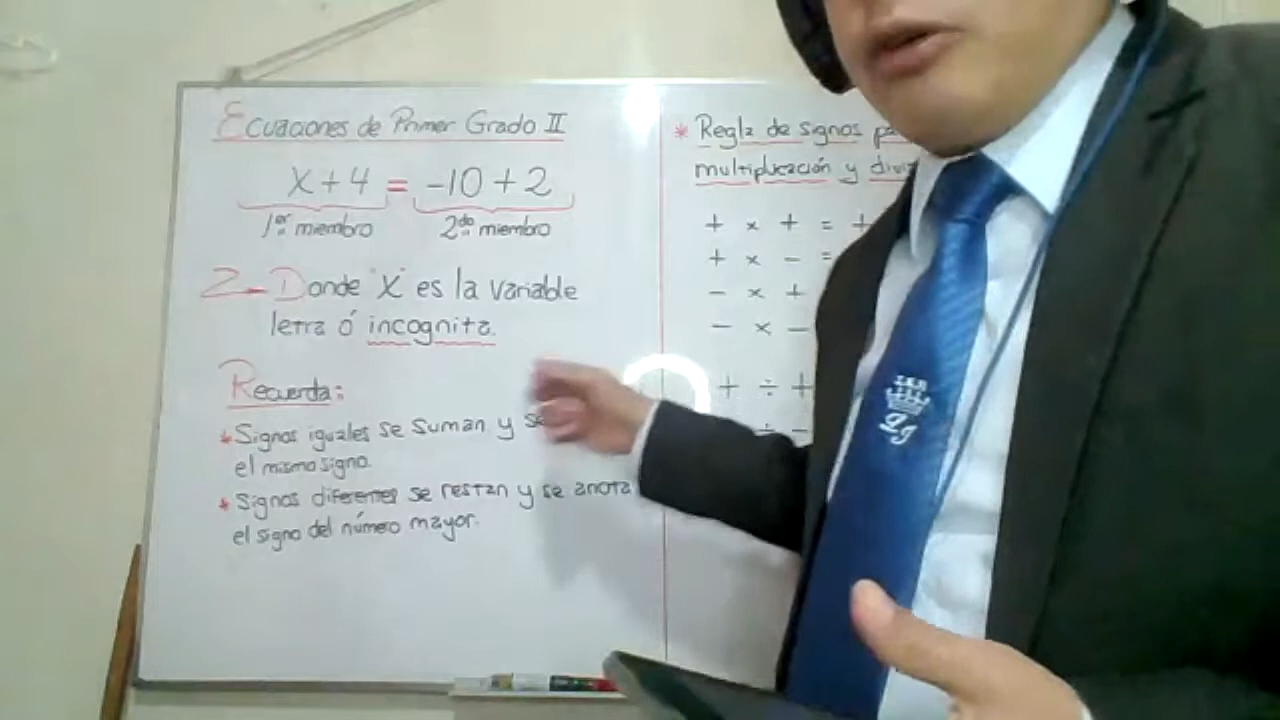 Ecuaciones de Primer Grado II
X + 4 = -10 + 2
1er. miembro 2do. miembro
2.- Donde "X" es la variable
letra ó incognita.
Recuerda:
* Signos iguales se suman y se
el mismo signo.
* Signos diferentes se restan y se anota
el signo del número mayor.
* Regla de signos
multiplicación y
+ x + = +
+ x - =
- x +
- x -
+ ÷ +
÷ -